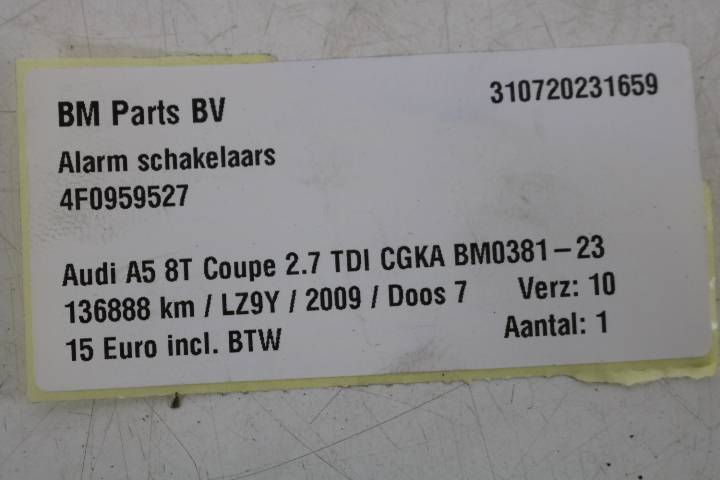 BM Parts BV 310720231659
Alarm schakelaars
4F0959527
Audi A5 8T Coupe 2.7 TDI CGKA BM0381-23
136888 km / LZ9Y / 2009 / Doos 7 Verz: 10
15 Euro incl. BTW Aantal: 1